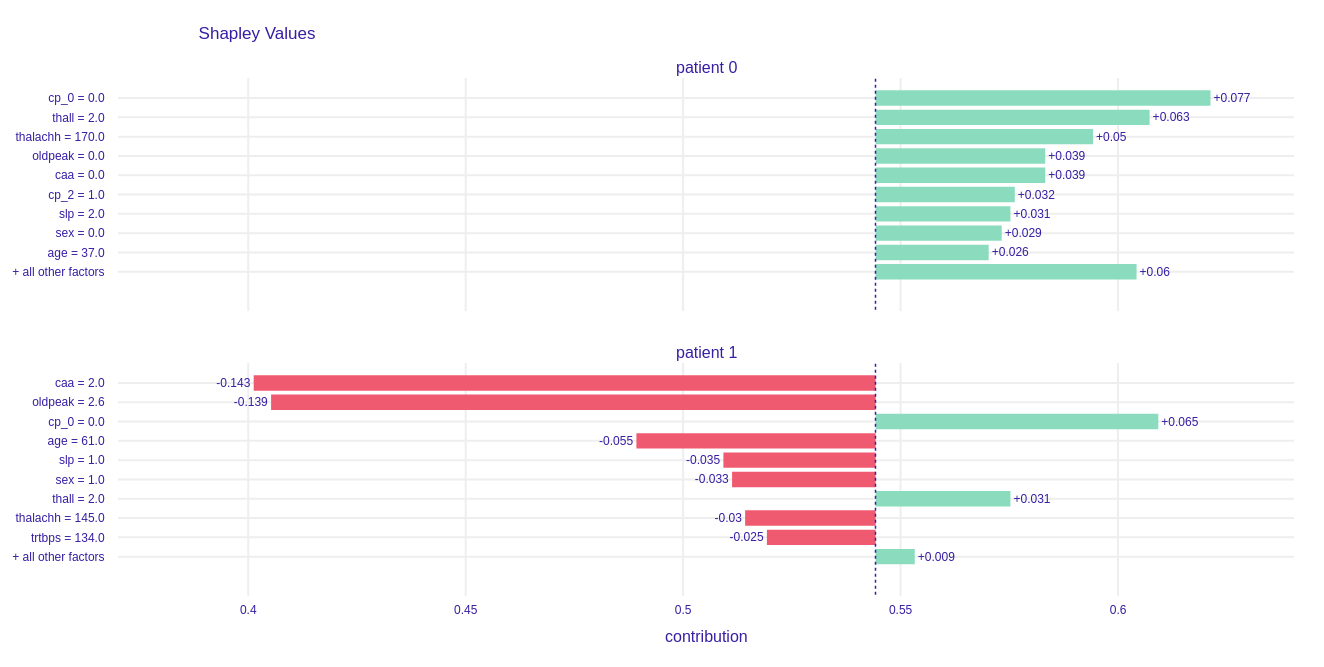 Shapley Values
patient 0
cp_0 = 0.0 +0.077
thall = 2.0 +0.063
thalachh = 170.0 +0.05
oldpeak = 0.0 +0.039
caa = 0.0 +0.039
cp_2 = 1.0 +0.032
slp = 2.0 +0.031
sex = 0.0 +0.029
age = 37.0 +0.026
+ all other factors +0.06
patient 1
caa = 2.0 -0.143
oldpeak = 2.6 -0.139
cp_0 = 0.0 +0.065
age = 61.0 -0.055
slp = 1.0 -0.035
sex = 1.0 -0.033
thall = 2.0 +0.031
thalachh = 145.0 -0.03
trtbps = 134.0 -0.025
+ all other factors +0.009
0.4 0.45 0.5 0.55 0.6
contribution